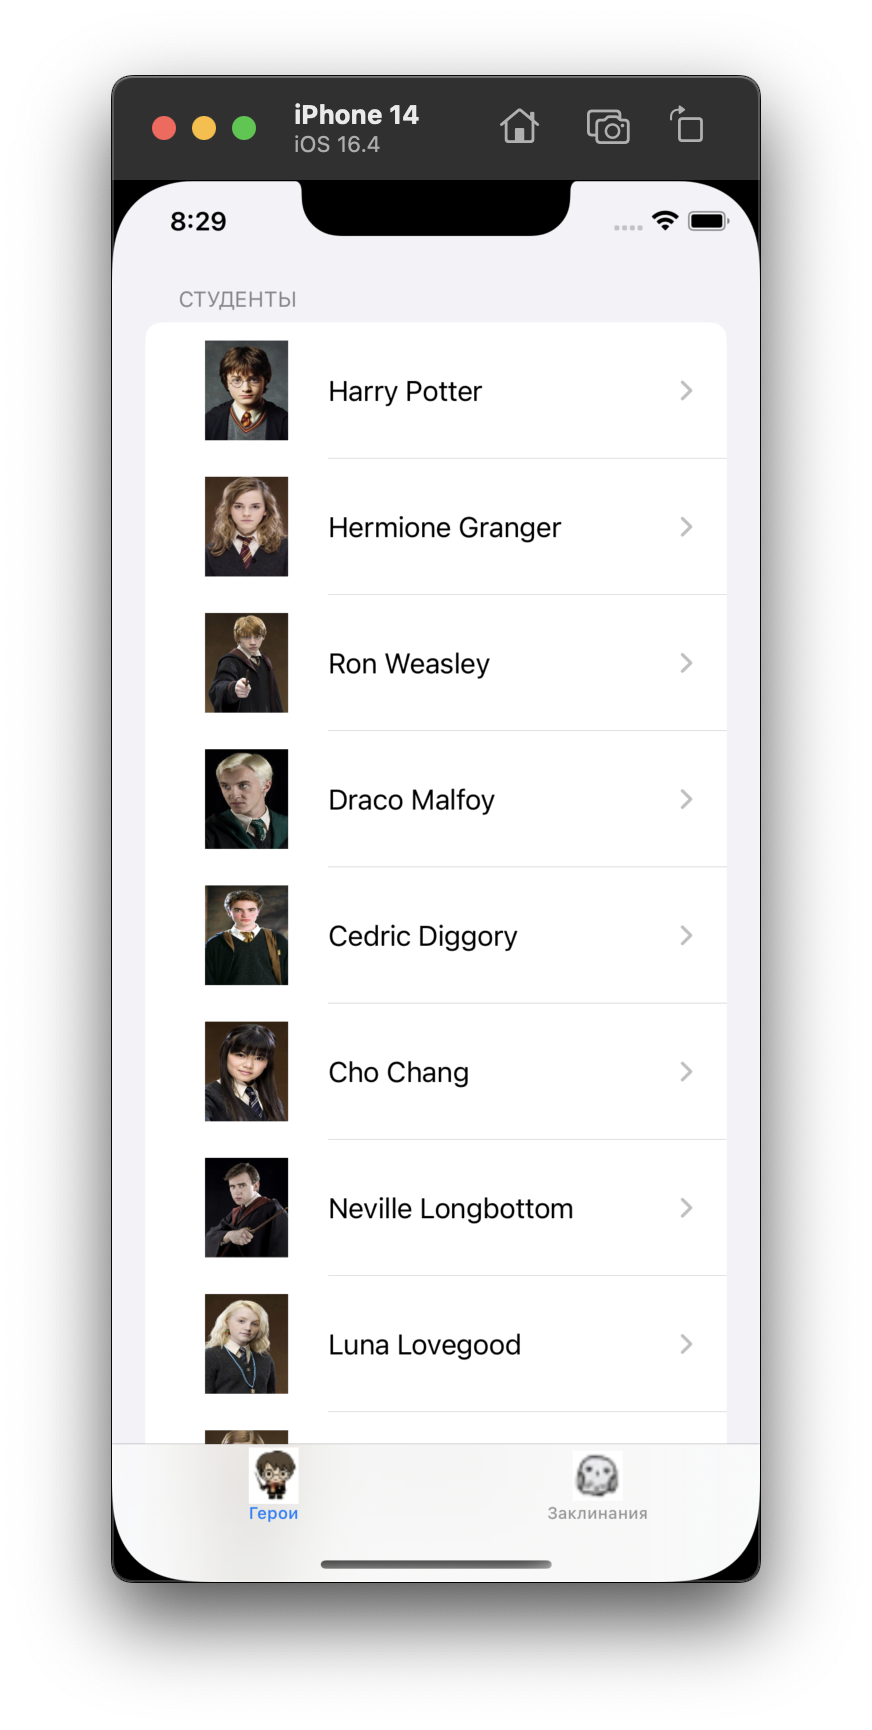 iPhone 14
iOS 16.4
8:29
СТУДЕНТЫ
Harry Potter
Hermione Granger
Ron Weasley
Draco Malfoy
Cedric Diggory
Cho Chang
Neville Longbottom
Luna Lovegood
Герои
Заклинания